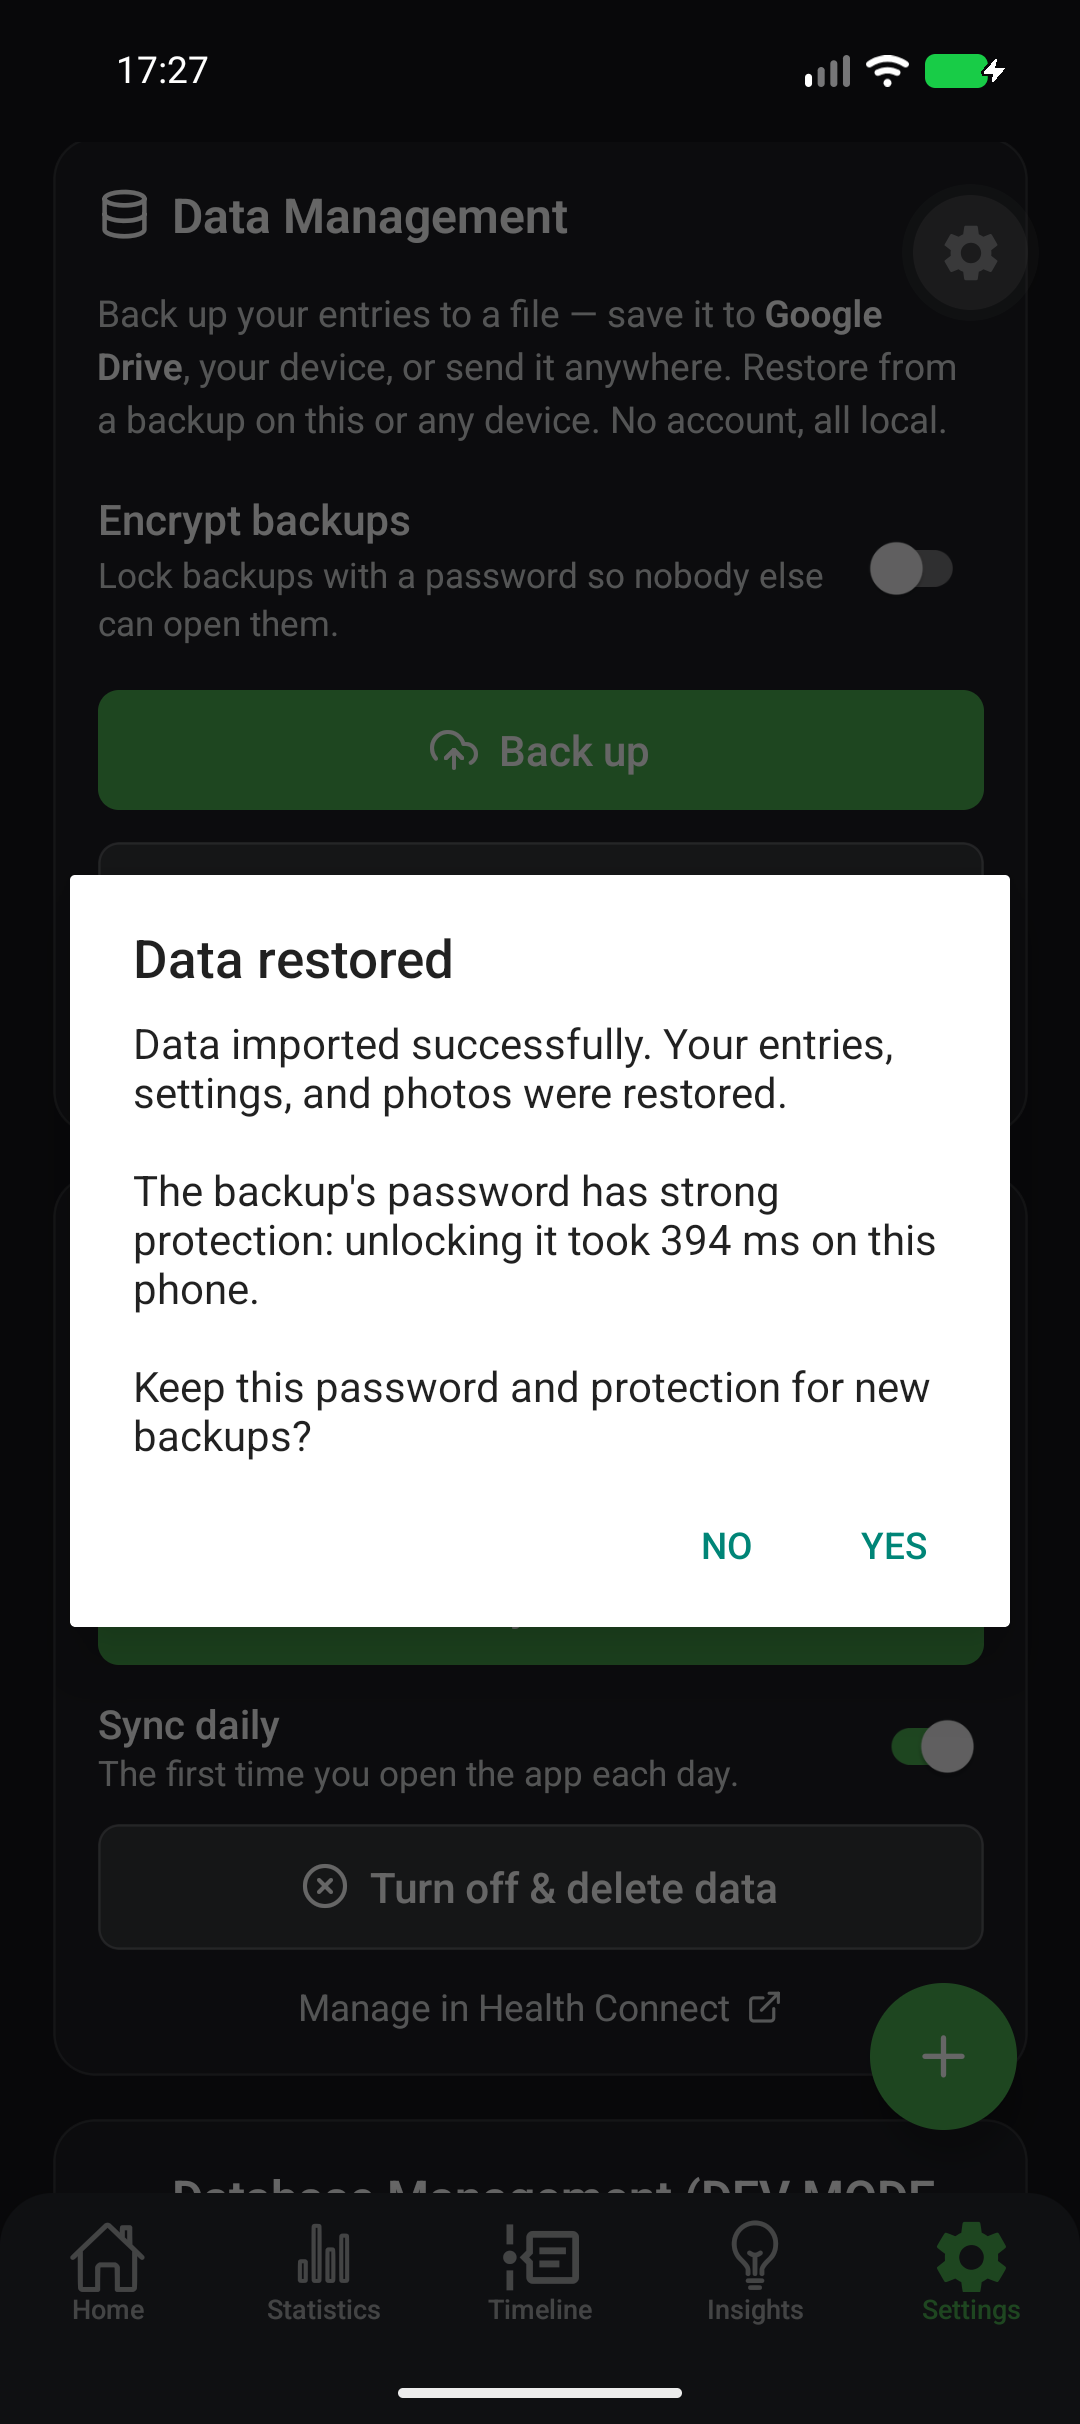 17:27
Data Management
Back up your entries to a file — save it to Google
Drive, your device, or send it anywhere. Restore from
a backup on this or any device. No account, all local.
Encrypt backups
Lock backups with a password so nobody else
can open them.
Back up
Data restored
Data imported successfully. Your entries,
settings, and photos were restored.
The backup's password has strong
protection: unlocking it took 394 ms on this
phone.
Keep this password and protection for new
backups?
NO
YES
Sync daily
The first time you open the app each day.
Turn off & delete data
Manage in Health Connect
Database Management (DEV MODE
Home
Statistics
Timeline
Insights
Settings